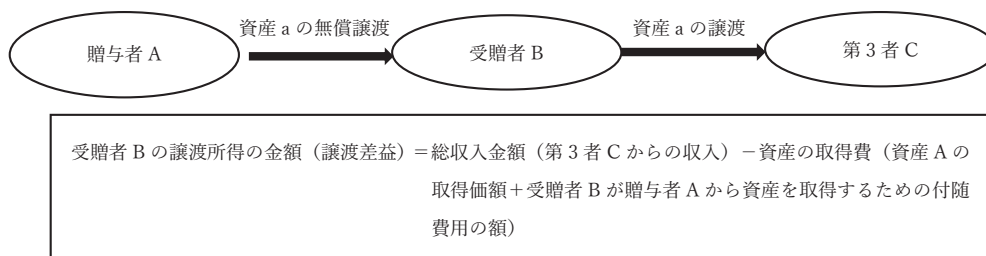 資産 a の無償譲渡
資産 a の譲渡
贈与者 A
受贈者 B
第 3 者 C
受贈者 B の譲渡所得の金額（譲渡差益）＝総収入金額（第 3 者 C からの収入）－資産の取得費（資産 A の
取得価額＋受贈者 B が贈与者 A から資産を取得するための付随
費用の額）